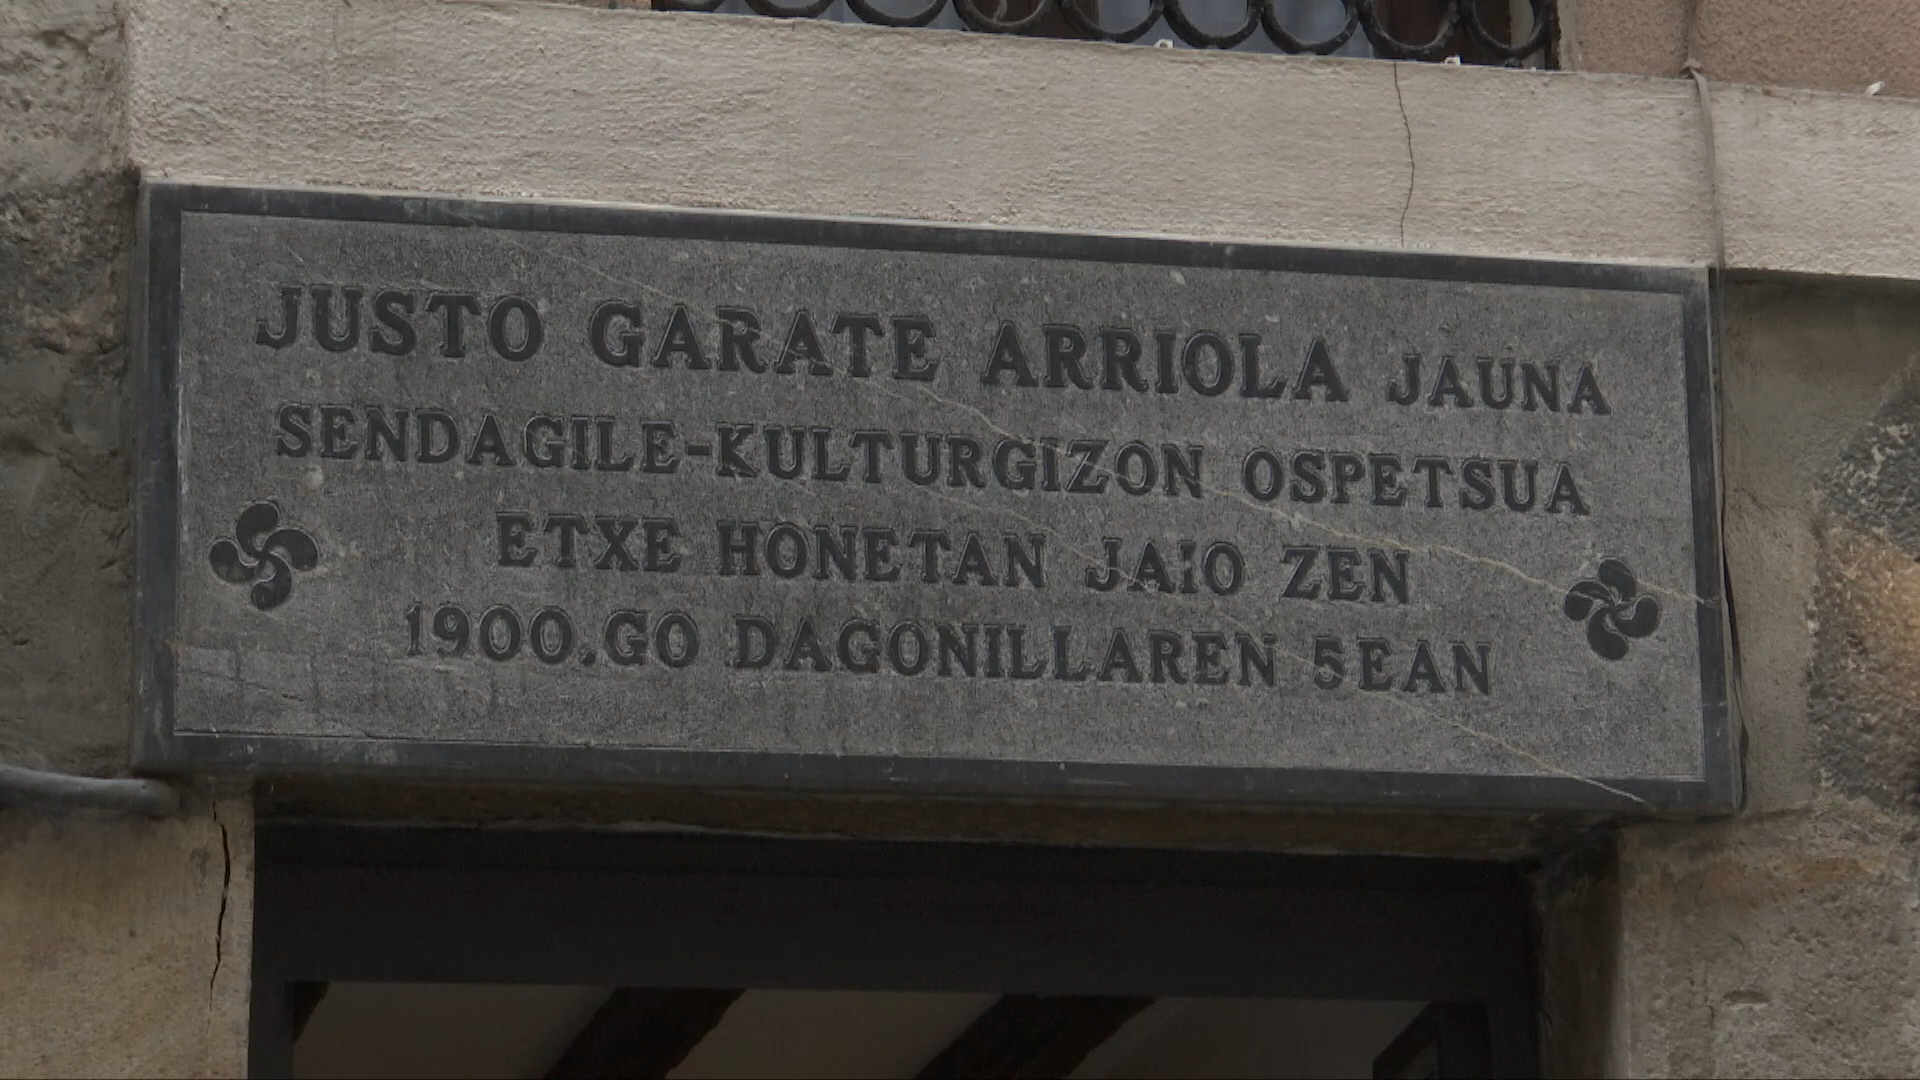 JUSTO GARATE ARRIOLA JAUNA
SENDAGILE-KULTURGIZON OSPETSUA
ETXE HONETAN JAIO ZEN
1900.GO DAGONILLAREN 5EAN